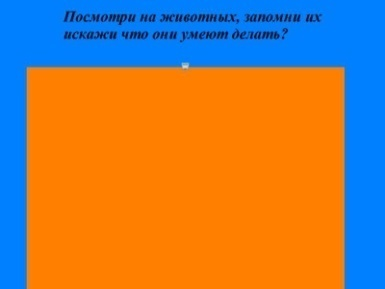 Посмотри на животных, запомни их
искажи что они умеют делать?